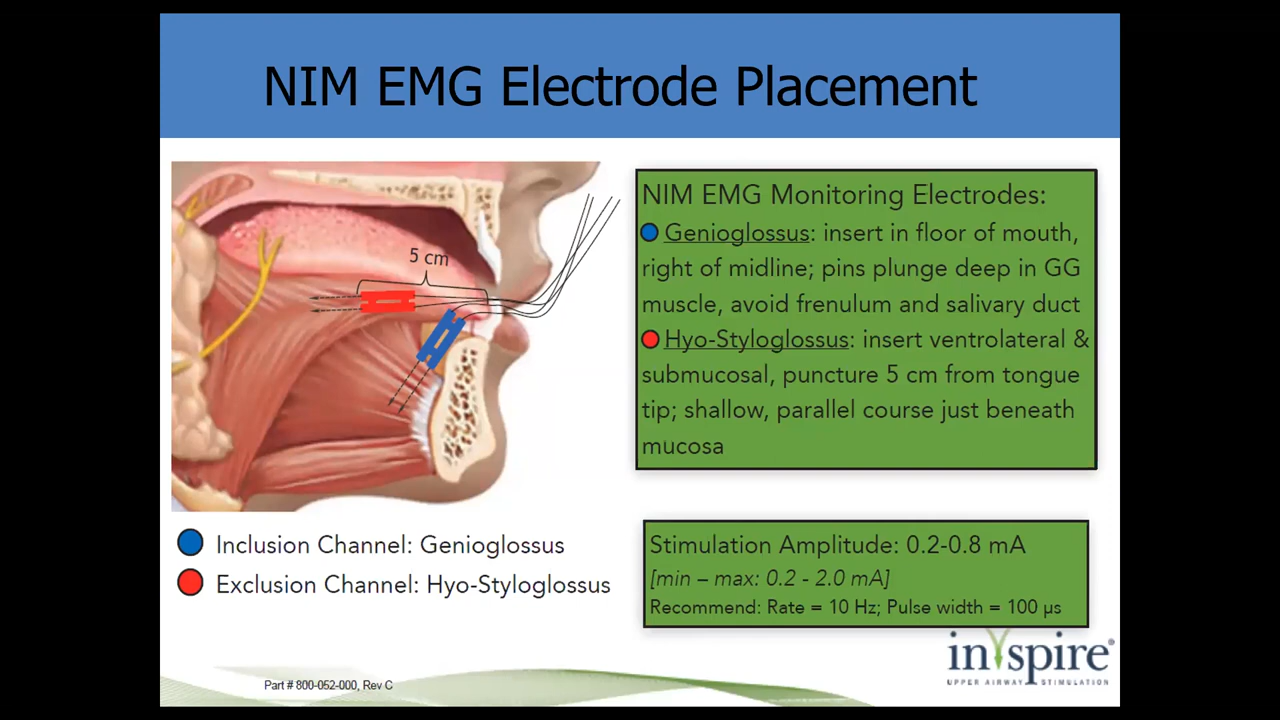 NIM EMG Electrode Placement
5 cm
NIM EMG Monitoring Electrodes:
Genioglossus: insert in floor of mouth,
right of midline; pins plunge deep in GG
muscle, avoid frenulum and salivary duct
Hyo-Styloglossus: insert ventrolateral &
submucosal, puncture 5 cm from tongue
tip; shallow, parallel course just beneath
mucosa
Inclusion Channel: Genioglossus
Exclusion Channel: Hyo-Styloglossus
Stimulation Amplitude: 0.2-0.8 mA
[min – max: 0.2 - 2.0 mA]
Recommend: Rate = 10 Hz; Pulse width = 100 µs
inspire®
UPPER AIRWAY STIMULATION
Part # 800-052-000, Rev C